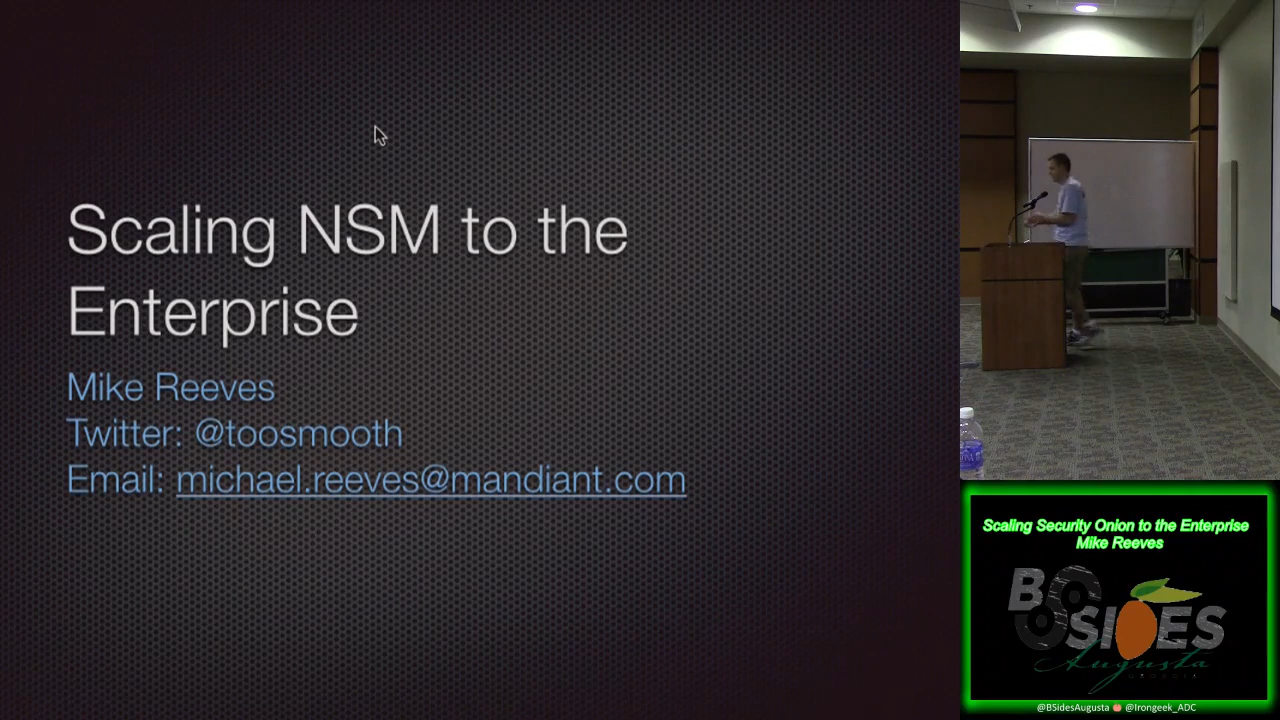 Scaling NSM to the
Enterprise
Mike Reeves
Twitter: @toosmooth
Email: michael.reeves@mandiant.com
Scaling Security Onion to the Enterprise
Mike Reeves
BSIDES
Augusta
GEORGIA
@BSidesAugusta @Irongeek_ADC